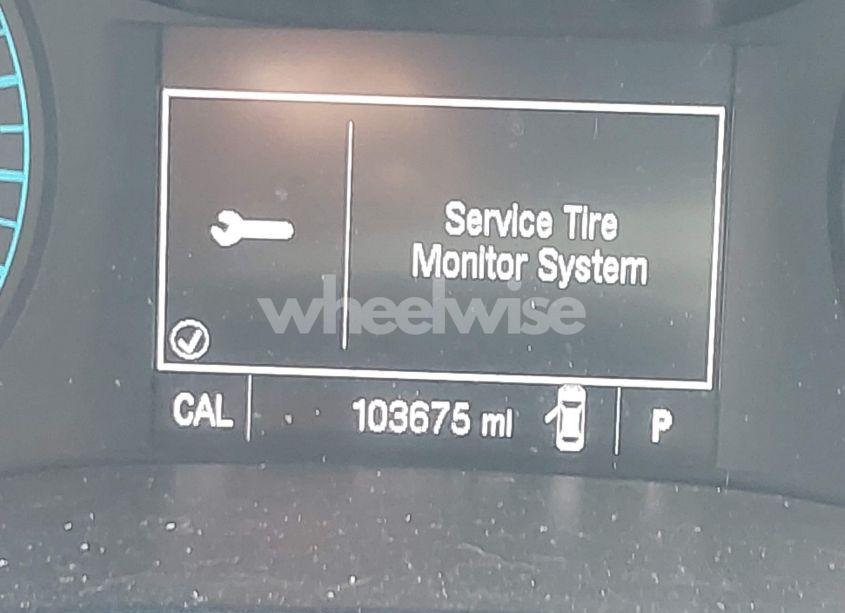 Service Tire
Monitor System
wheelwise
CAL
103675 mi
P